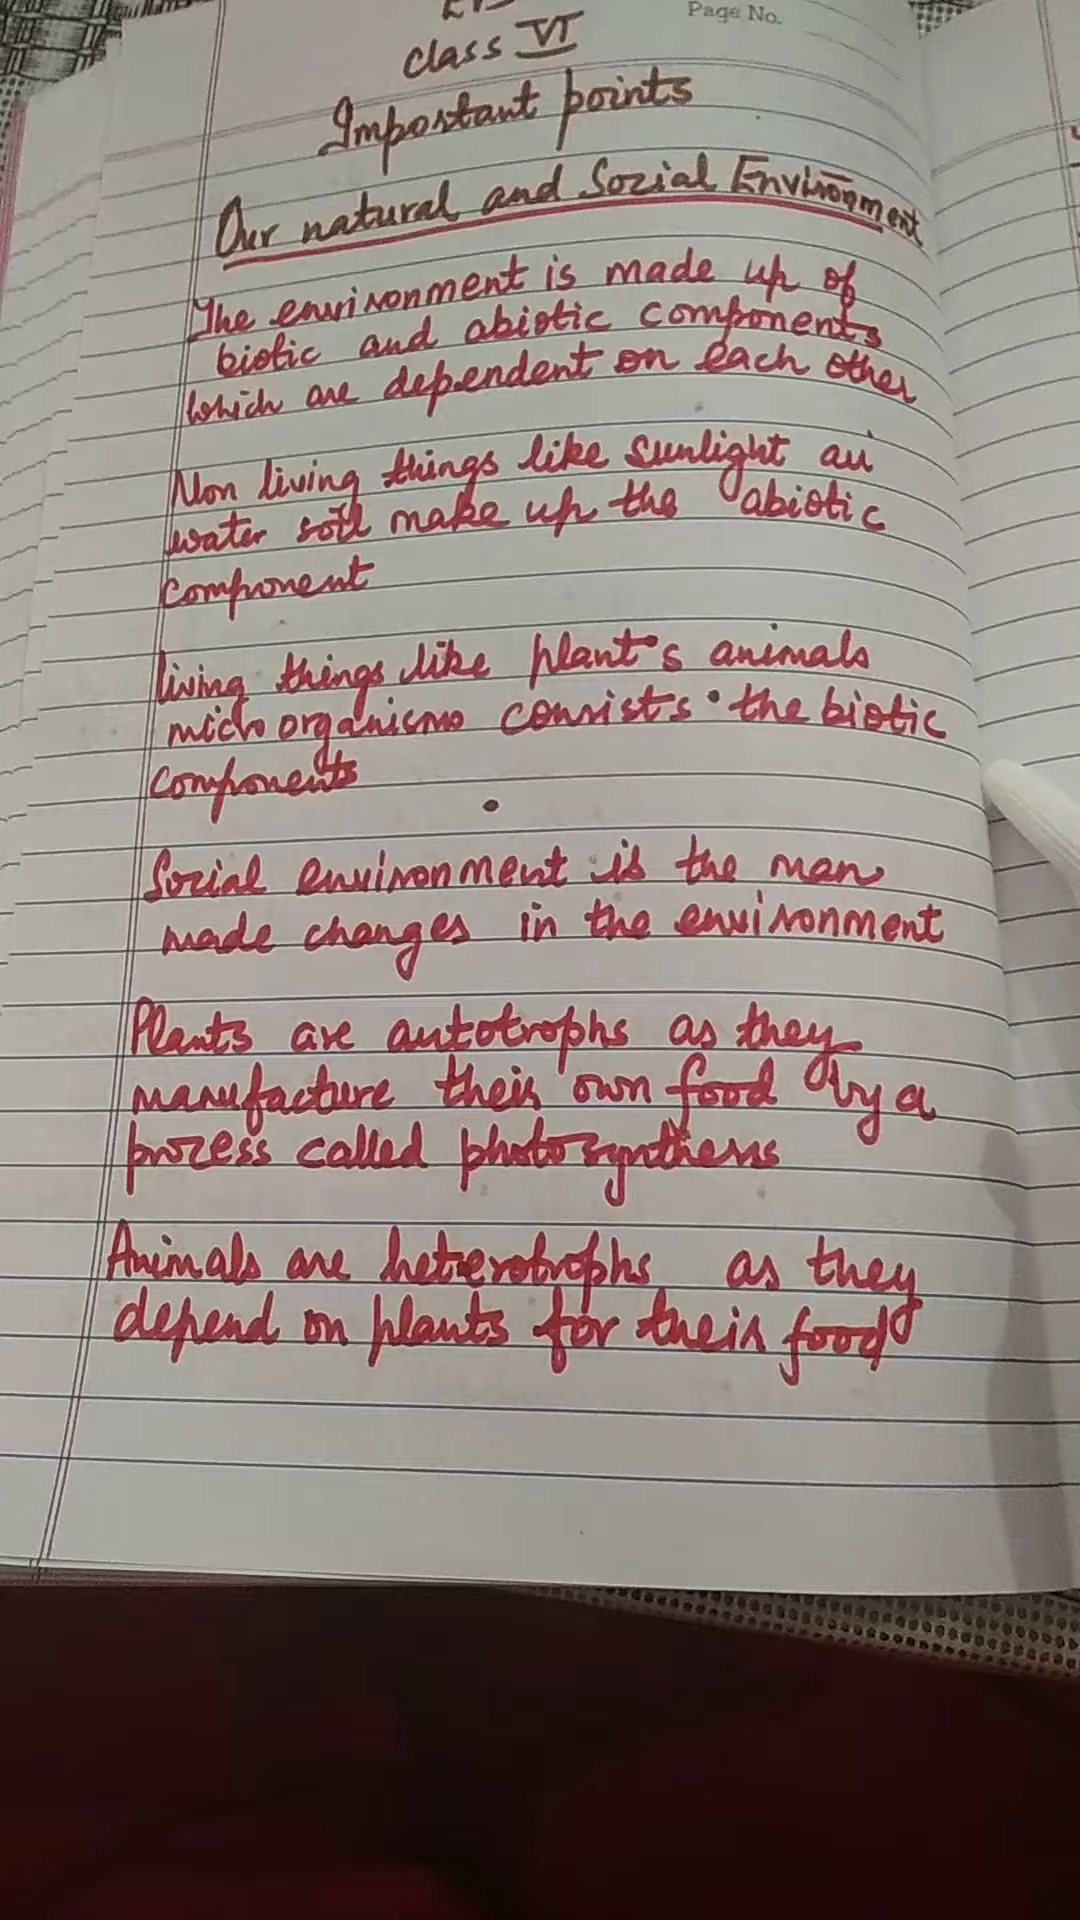 Page No.
class VI
Important points
Our natural and Social Environment
The environment is made up of
biotic and abiotic components
which are dependent on each other
Non living things like sunlight air
water soil make up the abiotic
component
living things like plants animals
micro organisms consists the biotic
components
Social environment is the man
made changes in the environment
Plants are autotrophs as they
manufacture their own food by a
process called photosynthesis
Animals are heterotrophs as they
depend on plants for their food